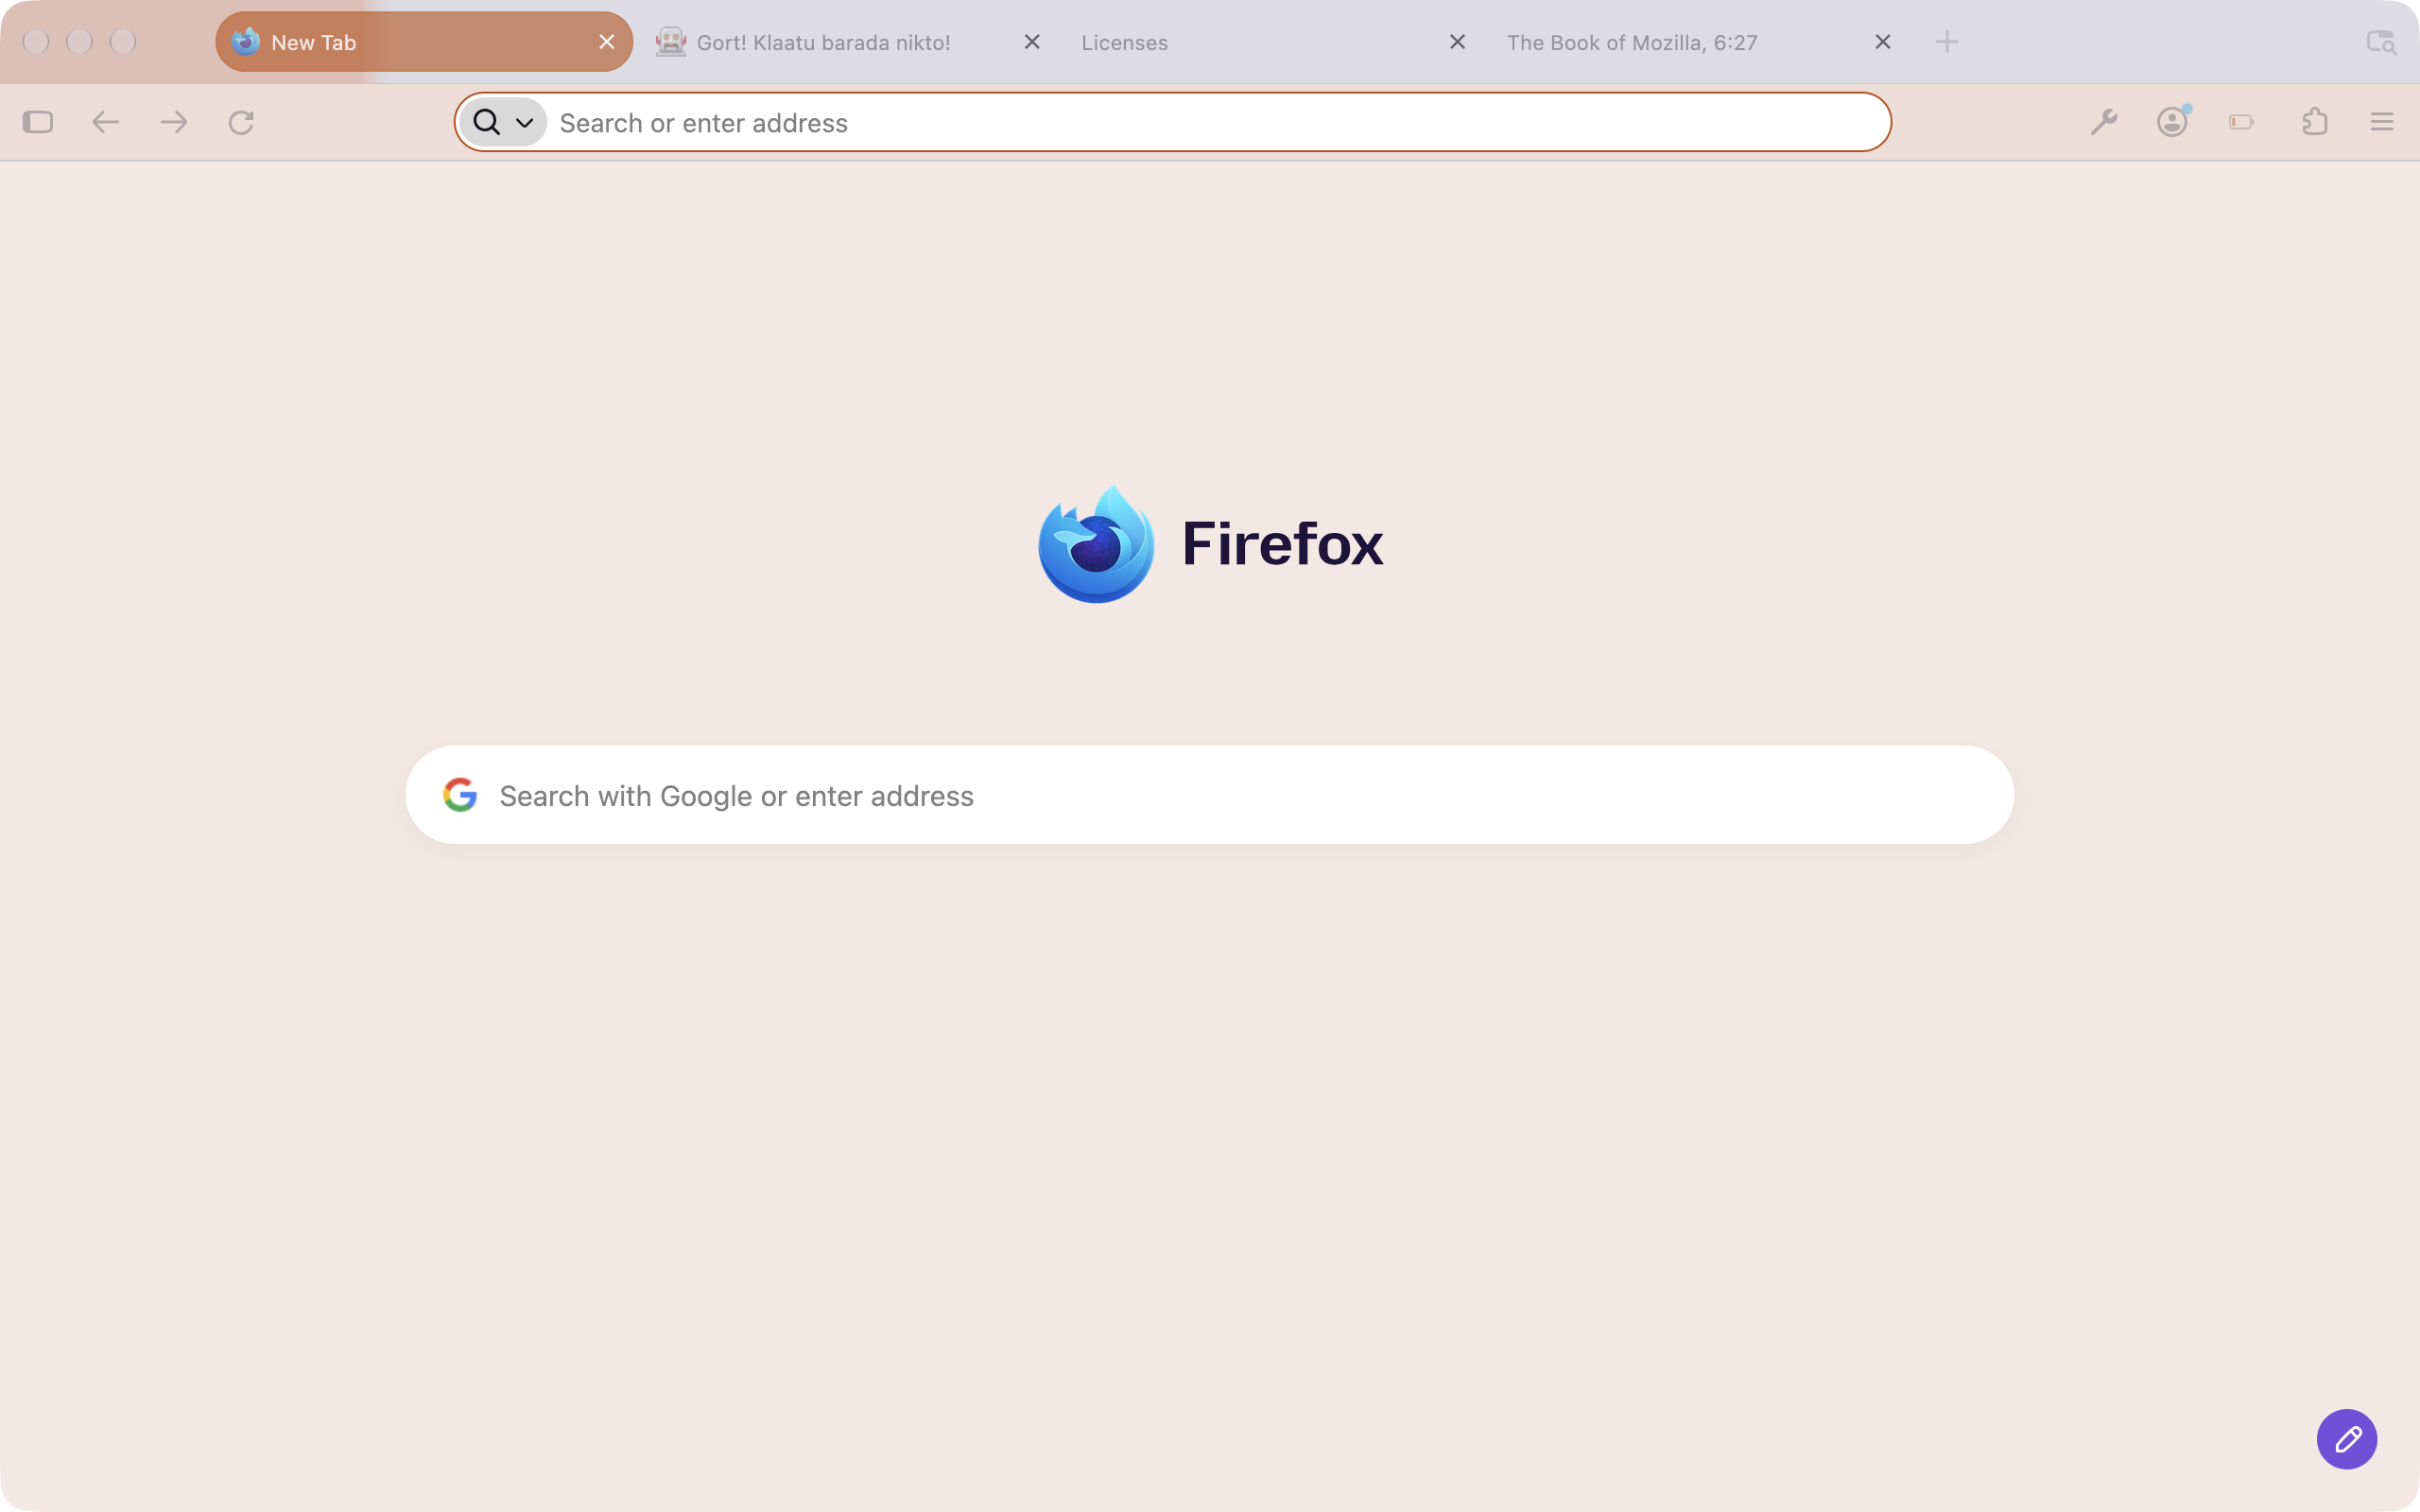 New Tab
Gort! Klaatu barada nikto!
Licenses
The Book of Mozilla, 6:27
Search or enter address
Firefox
Search with Google or enter address